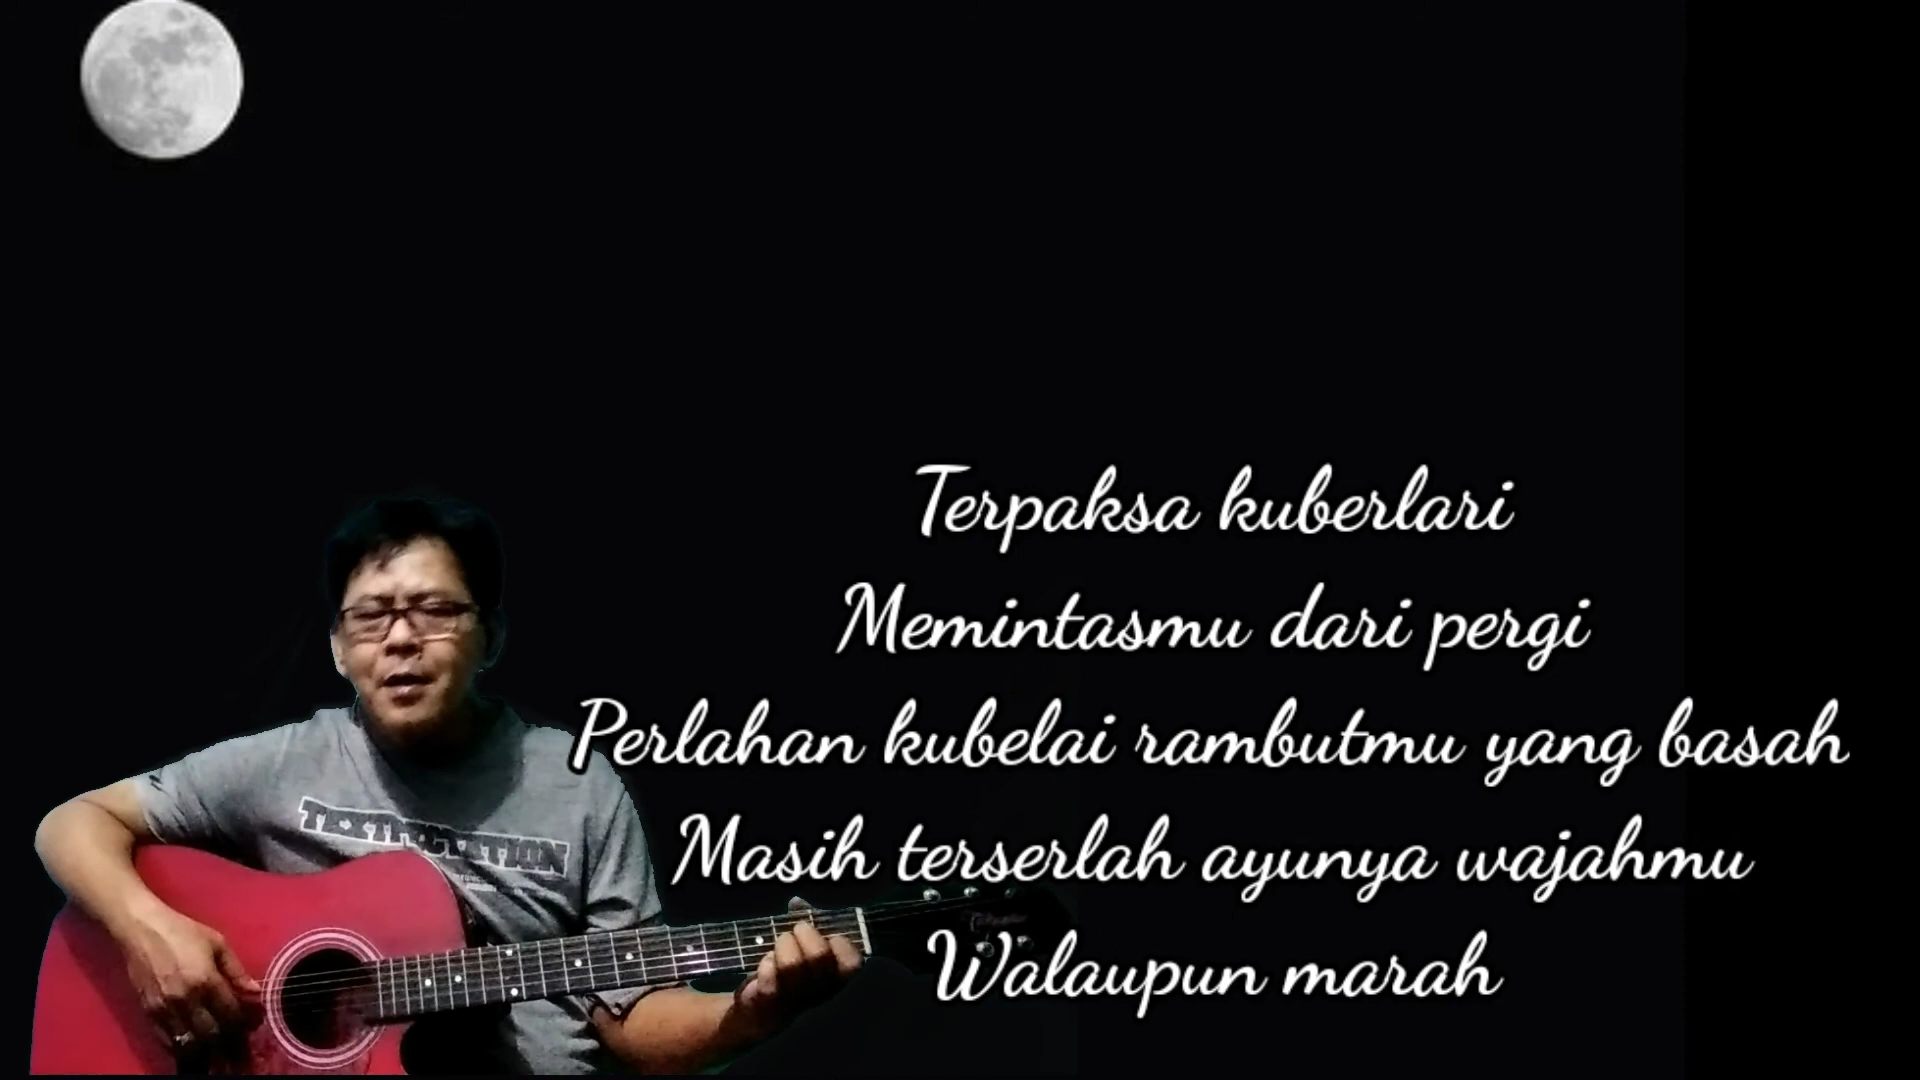 Terpaksa kuberlari
Memintasmu dari pergi
Perlahan kubelai rambutmu yang basah
Masih terserlah ayunya wajahmu
Walaupun marah